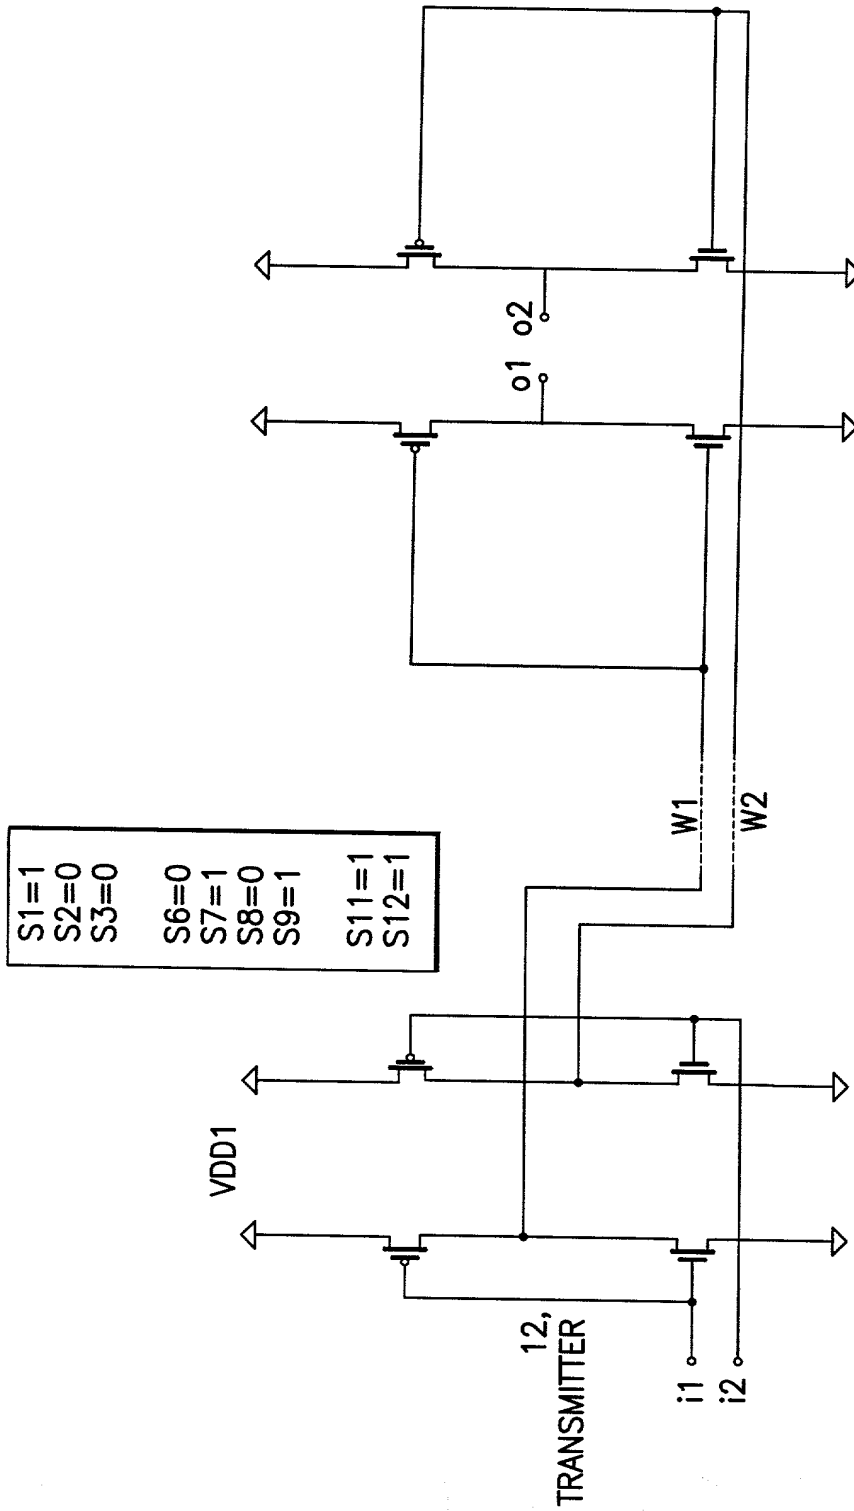 S1=1
S2=0
S3=0
S6=0
S7=1
S8=0
S9=1
S11=1
S12=1
VDD1
12,
TRANSMITTER
i1
i2
W1
W2
o1
o2